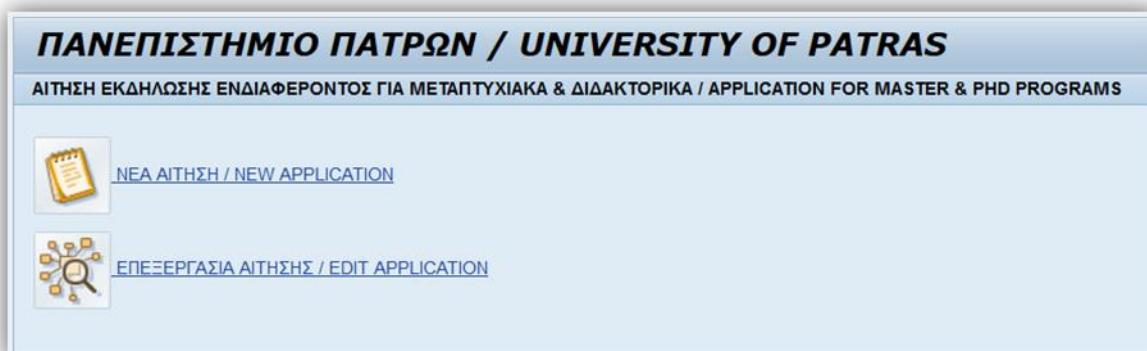 ΠΑΝΕΠΙΣΤΗΜΙΟ ΠΑΤΡΩΝ / UNIVERSITY OF PATRAS
ΑΙΤΗΣΗ ΕΚΔΗΛΩΣΗΣ ΕΝΔΙΑΦΕΡΟΝΤΟΣ ΓΙΑ ΜΕΤΑΠΤΥΧΙΑΚΑ & ΔΙΔΑΚΤΟΡΙΚΑ / APPLICATION FOR MASTER & PHD PROGRAMS
ΝΕΑ ΑΙΤΗΣΗ / NEW APPLICATION
ΕΠΕΞΕΡΓΑΣΙΑ ΑΙΤΗΣΗΣ / EDIT APPLICATION